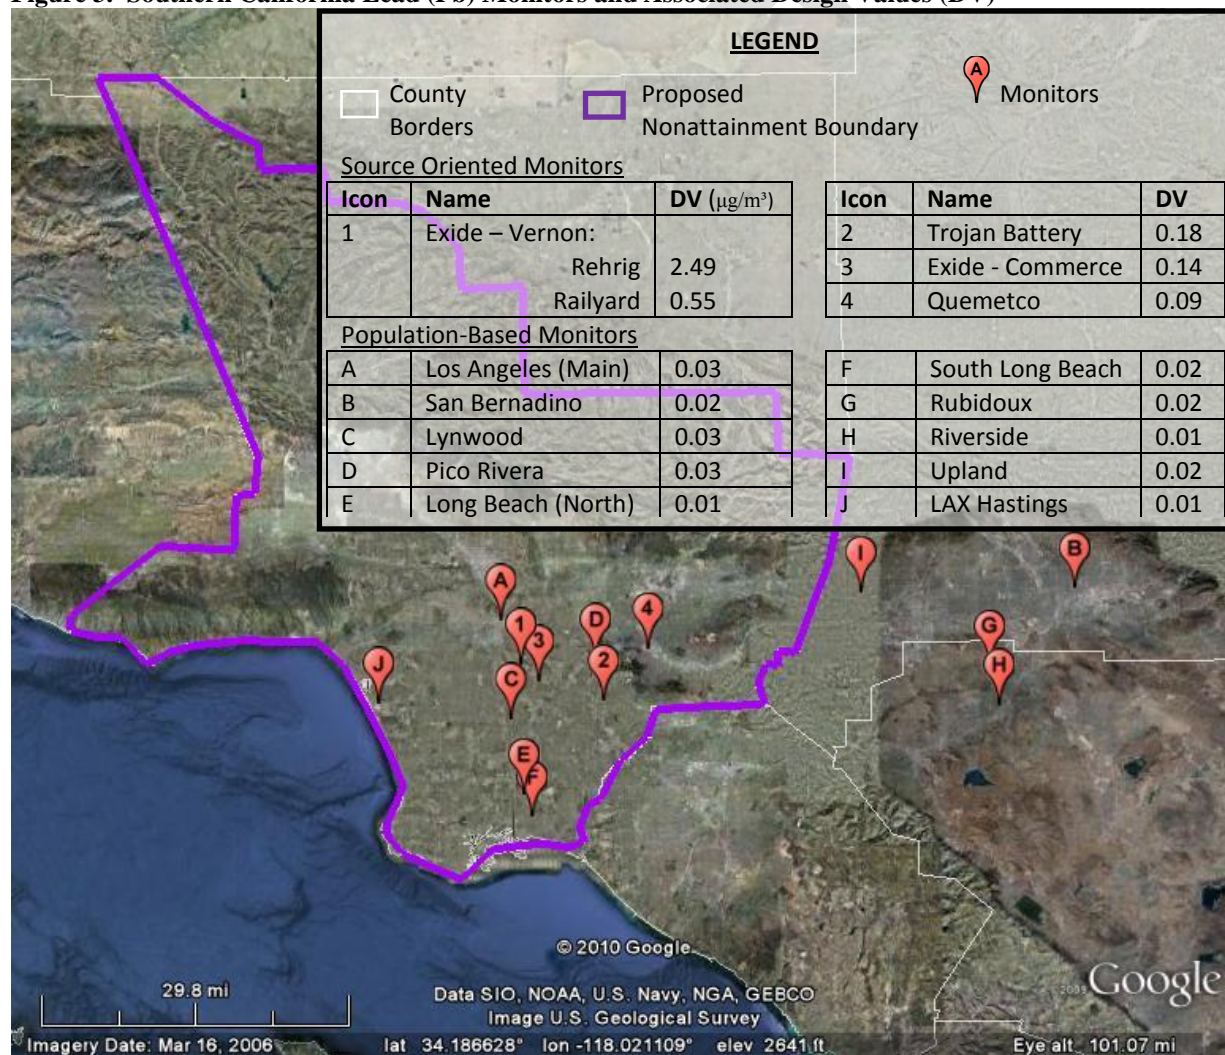 Figure 3. Southern California Lead (Pb) Monitors and Associated Design Values (DV)
LEGEND
County Borders
Proposed Nonattainment Boundary
A
Monitors
Source Oriented Monitors
Icon Name DV (µg/m³)
1 Exide – Vernon:
Rehrig 2.49
Railyard 0.55
Icon Name DV
2 Trojan Battery 0.18
3 Exide - Commerce 0.14
4 Quemetco 0.09
Population-Based Monitors
A Los Angeles (Main) 0.03
B San Bernadino 0.02
C Lynwood 0.03
D Pico Rivera 0.03
E Long Beach (North) 0.01
F South Long Beach 0.02
G Rubidoux 0.02
H Riverside 0.01
I Upland 0.02
J LAX Hastings 0.01
I
B
A
1
3
D
4
2
C
J
G
H
E
F
© 2010 Google
29.8 mi
Data SIO, NOAA, U.S. Navy, NGA, GEBCO
Image U.S. Geological Survey
Google
Imagery Date: Mar 16, 2006
lat 34.186628° lon -118.021109° elev 2641 ft
Eye alt 101.07 mi